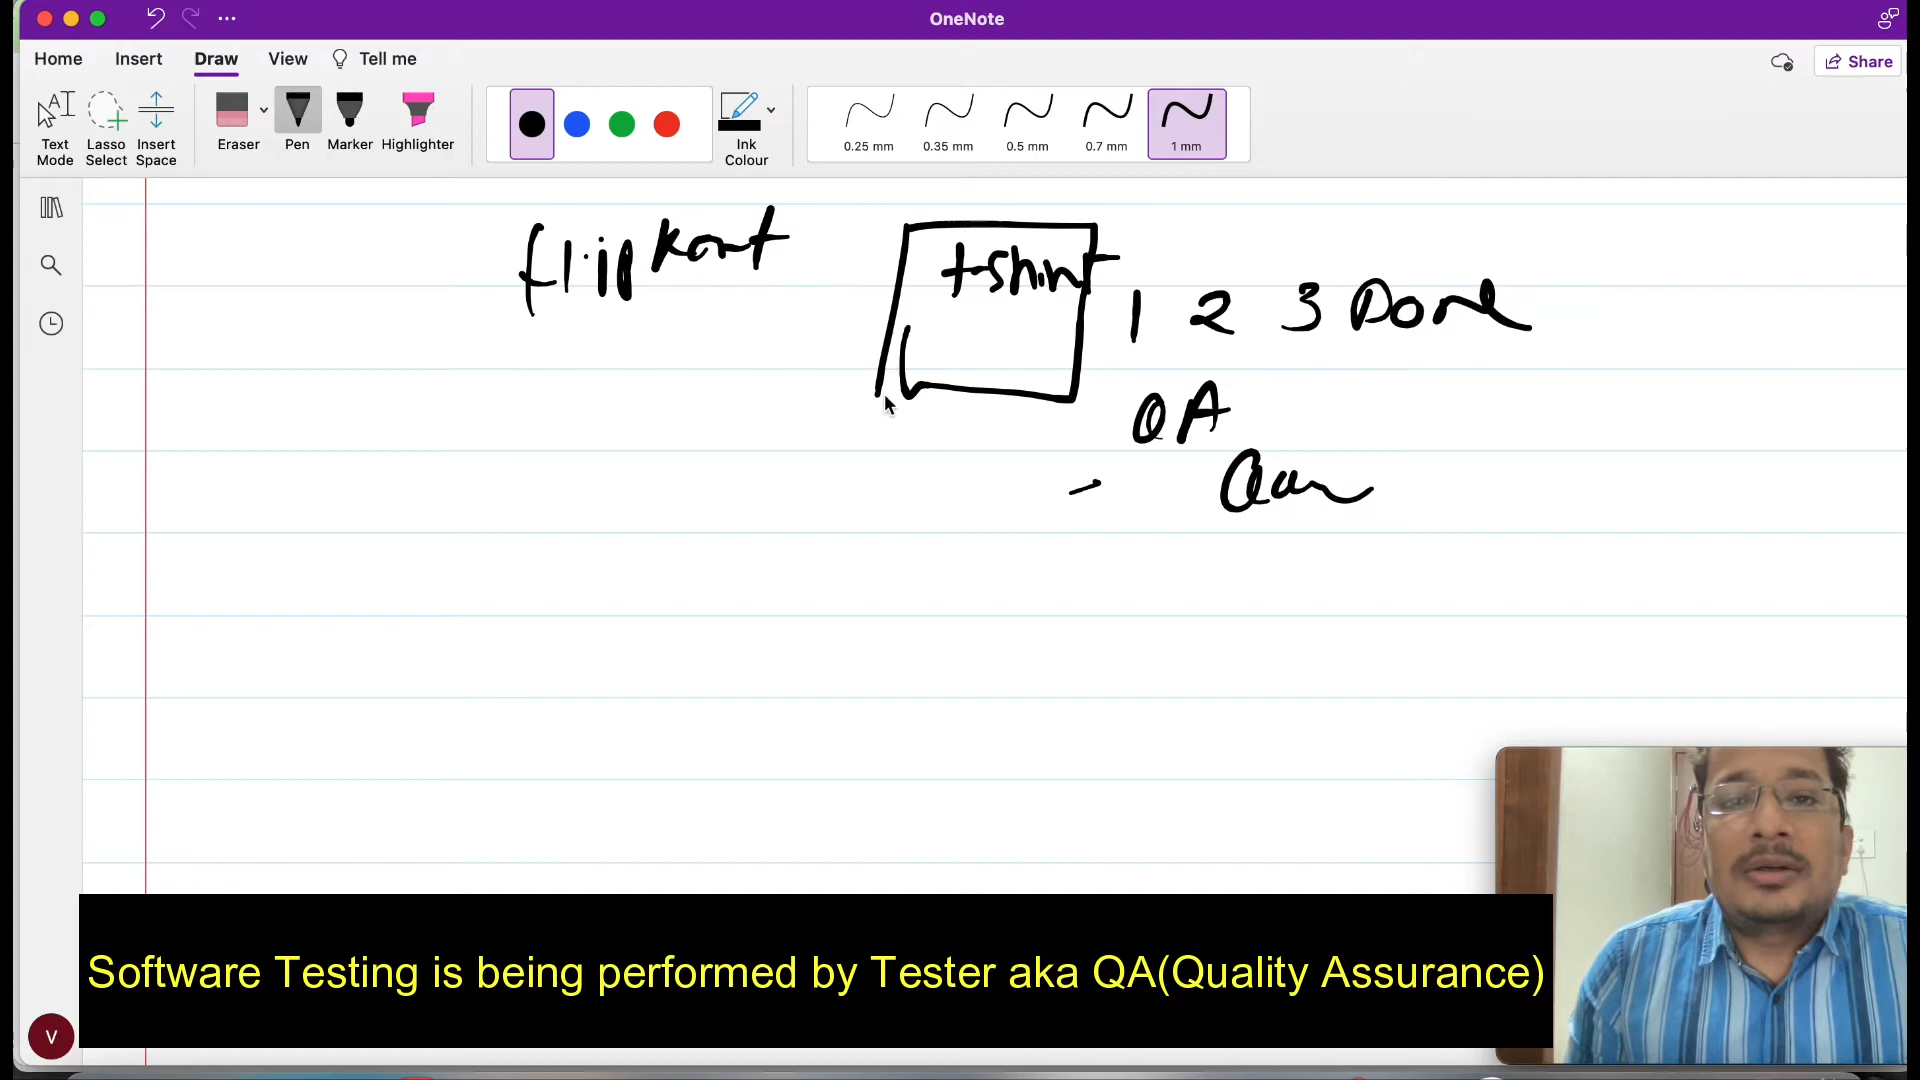 OneNote
Home Insert Draw View Tell me
Share
Text Mode
Lasso Select
Insert Space
Eraser
Pen
Marker
Highlighter
Ink Colour
0.25 mm
0.35 mm
0.5 mm
0.7 mm
1 mm
flipkart
t-shirt
1 2 3 Done
QA
Software Testing is being performed by Tester aka QA(Quality Assurance)
V